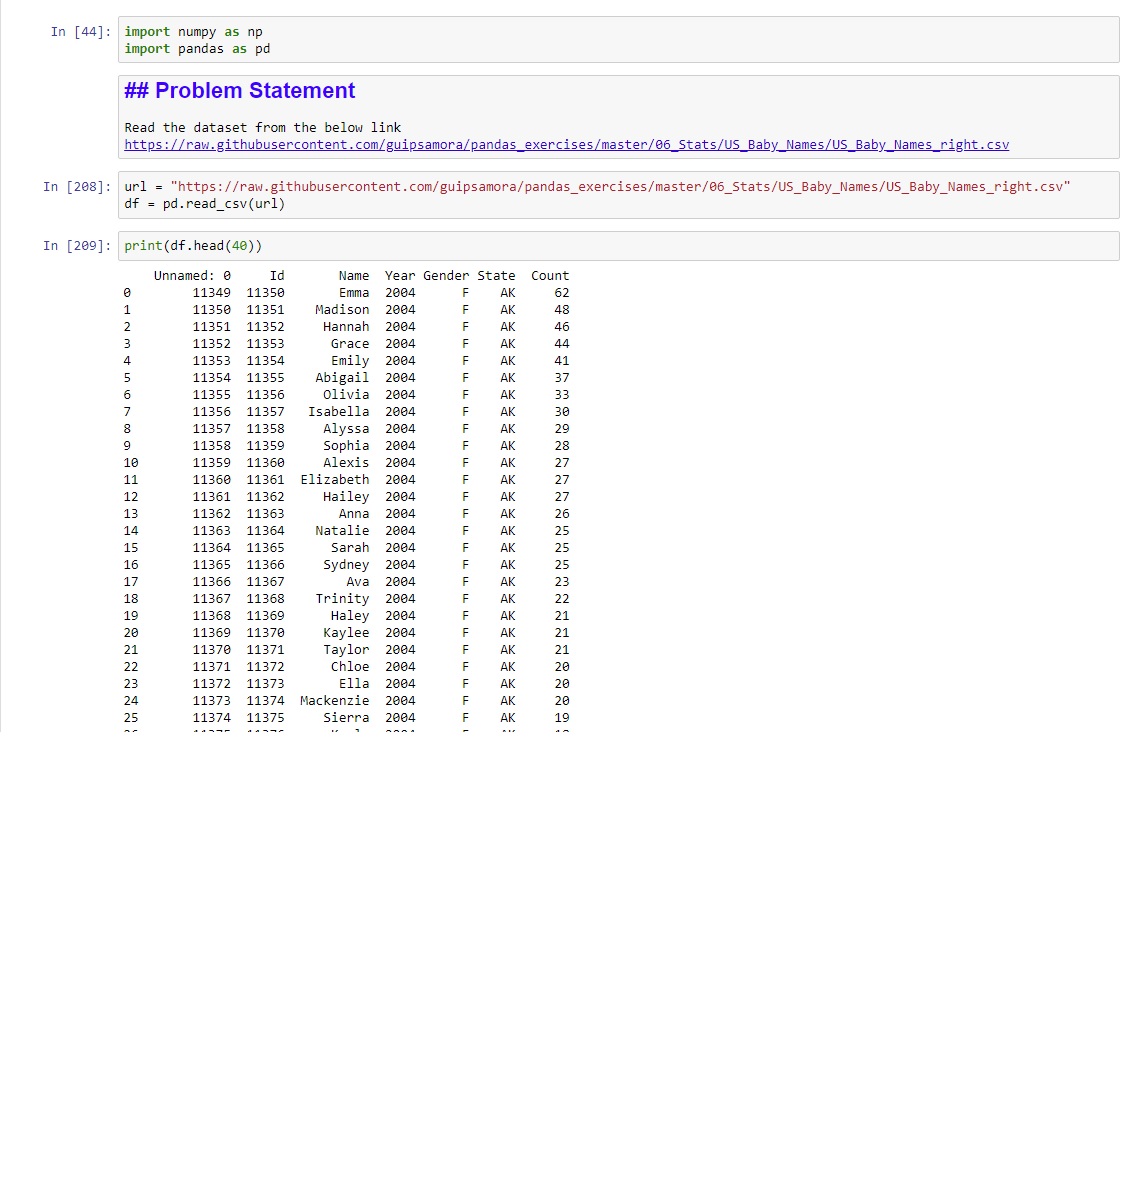 In [44]: import numpy as np
import pandas as pd
## Problem Statement
Read the dataset from the below link
https://raw.githubusercontent.com/guipsamora/pandas_exercises/master/06_Stats/US_Baby_Names/US_Baby_Names_right.csv
In [208]: url = "https://raw.githubusercontent.com/guipsamora/pandas_exercises/master/06_Stats/US_Baby_Names/US_Baby_Names_right.csv"
df = pd.read_csv(url)
In [209]: print(df.head(40))
Unnamed: 0 Id Name Year Gender State Count
0 11349 11350 Emma 2004 F AK 62
1 11350 11351 Madison 2004 F AK 48
2 11351 11352 Hannah 2004 F AK 46
3 11352 11353 Grace 2004 F AK 44
4 11353 11354 Emily 2004 F AK 41
5 11354 11355 Abigail 2004 F AK 37
6 11355 11356 Olivia 2004 F AK 33
7 11356 11357 Isabella 2004 F AK 30
8 11357 11358 Alyssa 2004 F AK 29
9 11358 11359 Sophia 2004 F AK 28
10 11359 11360 Alexis 2004 F AK 27
11 11360 11361 Elizabeth 2004 F AK 27
12 11361 11362 Hailey 2004 F AK 27
13 11362 11363 Anna 2004 F AK 26
14 11363 11364 Natalie 2004 F AK 25
15 11364 11365 Sarah 2004 F AK 25
16 11365 11366 Sydney 2004 F AK 25
17 11366 11367 Ava 2004 F AK 23
18 11367 11368 Trinity 2004 F AK 22
19 11368 11369 Haley 2004 F AK 21
20 11369 11370 Kaylee 2004 F AK 21
21 11370 11371 Taylor 2004 F AK 21
22 11371 11372 Chloe 2004 F AK 20
23 11372 11373 Ella 2004 F AK 20
24 11373 11374 Mackenzie 2004 F AK 20
25 11374 11375 Sierra 2004 F AK 19